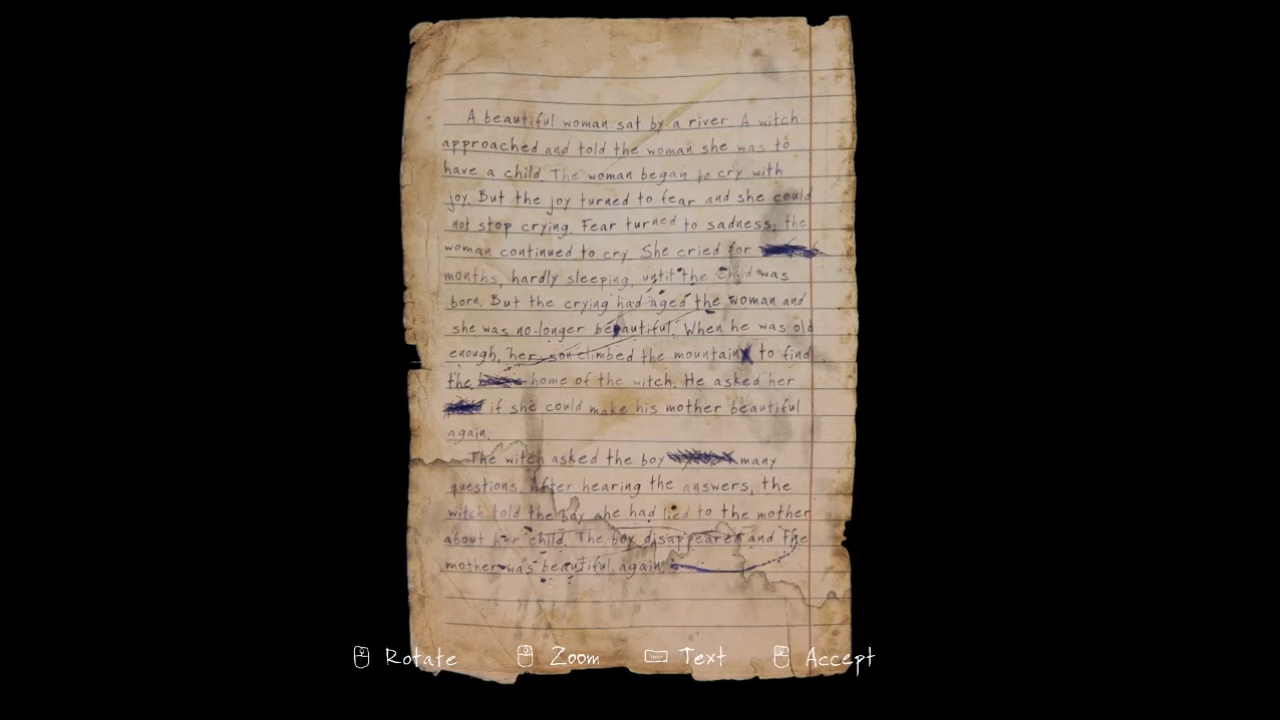 A beautiful woman sat by a river. A witch
approached and told the woman she was to
have a child. The woman began to cry with
joy. But the joy turned to fear and she could
not stop crying. Fear turned to sadness; the
woman continued to cry. She cried for
months, hardly sleeping, until the child was
born. But the crying had aged the woman and
she was no-longer beautiful. When he was old
enough, her son climbed the mountain to find
the home of the witch. He asked her
if she could make his mother beautiful
again.
The witch asked the boy many
questions. After hearing the answers, the
witch told the boy she had lied to the mother
about her child. The boy disappeared and the
mother was beautiful again.
Rotate Zoom Text Accept